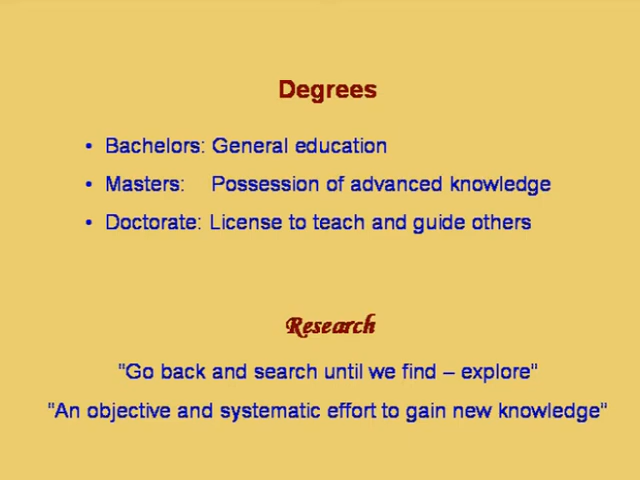 Degrees
• Bachelors: General education
• Masters: Possession of advanced knowledge
• Doctorate: License to teach and guide others
Research
"Go back and search until we find – explore"
"An objective and systematic effort to gain new knowledge"